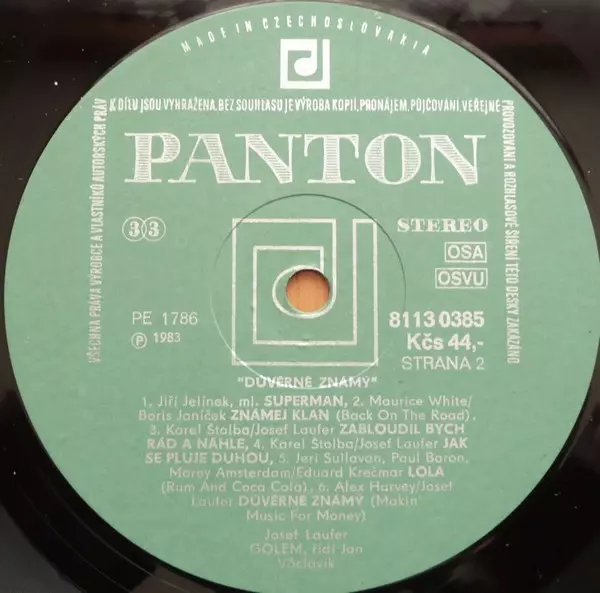 MADE IN CZECHOSLOVAKIA
VŠECHNA PRÁVA VÝROBCE A VLASTNÍKŮ AUTORSKÝCH PRÁV K DÍLU JSOU VYHRAŽENA. BEZ SOUHLASU JE VÝROBA KOPIÍ, PRONÁJEM, PŮJČOVÁNÍ, VEŘEJNÉ PROVOZOVÁNÍ A ROZHLASOVÉ ŠÍŘENÍ TÉTO DESKY ZAKÁZÁNO
PANTON
33 STEREO
OSA
OSVU
PE 1786 8113 0385
Ⓟ 1983 Kčs 44,-
STRANA 2
"DŮVĚRNĚ ZNÁMÝ"
1. Jiří Jelínek, ml. SUPERMAN, 2. Maurice White/
Boris Janíček ZNÁMEJ KLAN (Back On The Road),
3. Karel Štolba/Josef Laufer ZABLOUDIL BYCH
RÁD A NÁHLE, 4. Karel Štolba/Josef Laufer JAK
SE PLUJE DUHOU, 5. Jeri Sullavan, Paul Baron,
Morey Amsterdam/Eduard Krečmar LOLA
(Rum And Coca Cola), 6. Alex Harvey/Josef
Laufer DŮVĚRNĚ ZNÁMÝ (Makin
Music For Money)
Josef Laufer
GOLEM, řídí Jan
Václavík